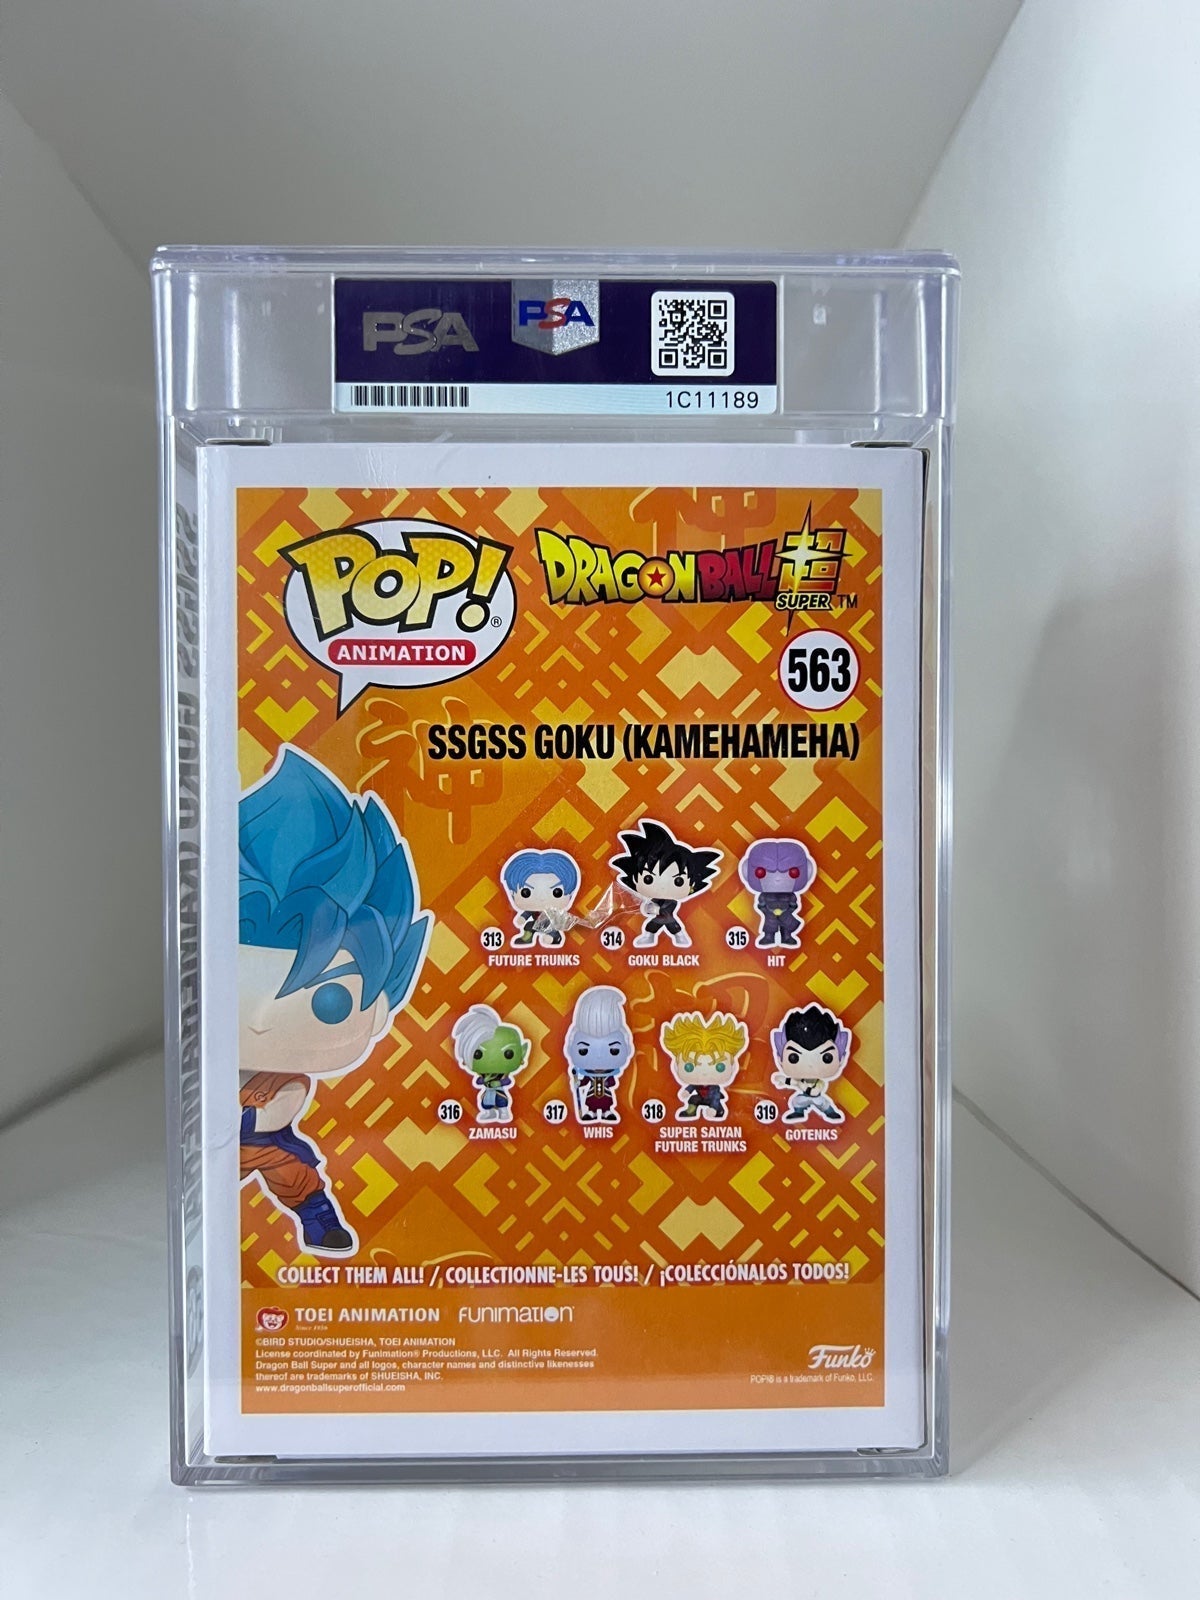 PSA
PSA
1C11189
POP!®
ANIMATION
DRAGON BALL 超
SUPER™
563
SSGSS GOKU (KAMEHAMEHA)
313
FUTURE TRUNKS
314
GOKU BLACK
315
HIT
316
ZAMASU
317
WHIS
318
SUPER SAIYAN
FUTURE TRUNKS
319
GOTENKS
COLLECT THEM ALL! / COLLECTIONNE-LES TOUS! / ¡COLECCIÓNALOS TODOS!
TOEI ANIMATION
Since 1956
FUNIMATION
©BIRD STUDIO/SHUEISHA, TOEI ANIMATION
License coordinated by Funimation® Productions, LLC. All Rights Reserved.
Dragon Ball Super and all logos, character names and distinctive likenesses
thereof are trademarks of SHUEISHA, INC.
www.dragonballsuperofficial.com
Funko
POP!® is a trademark of Funko, LLC.